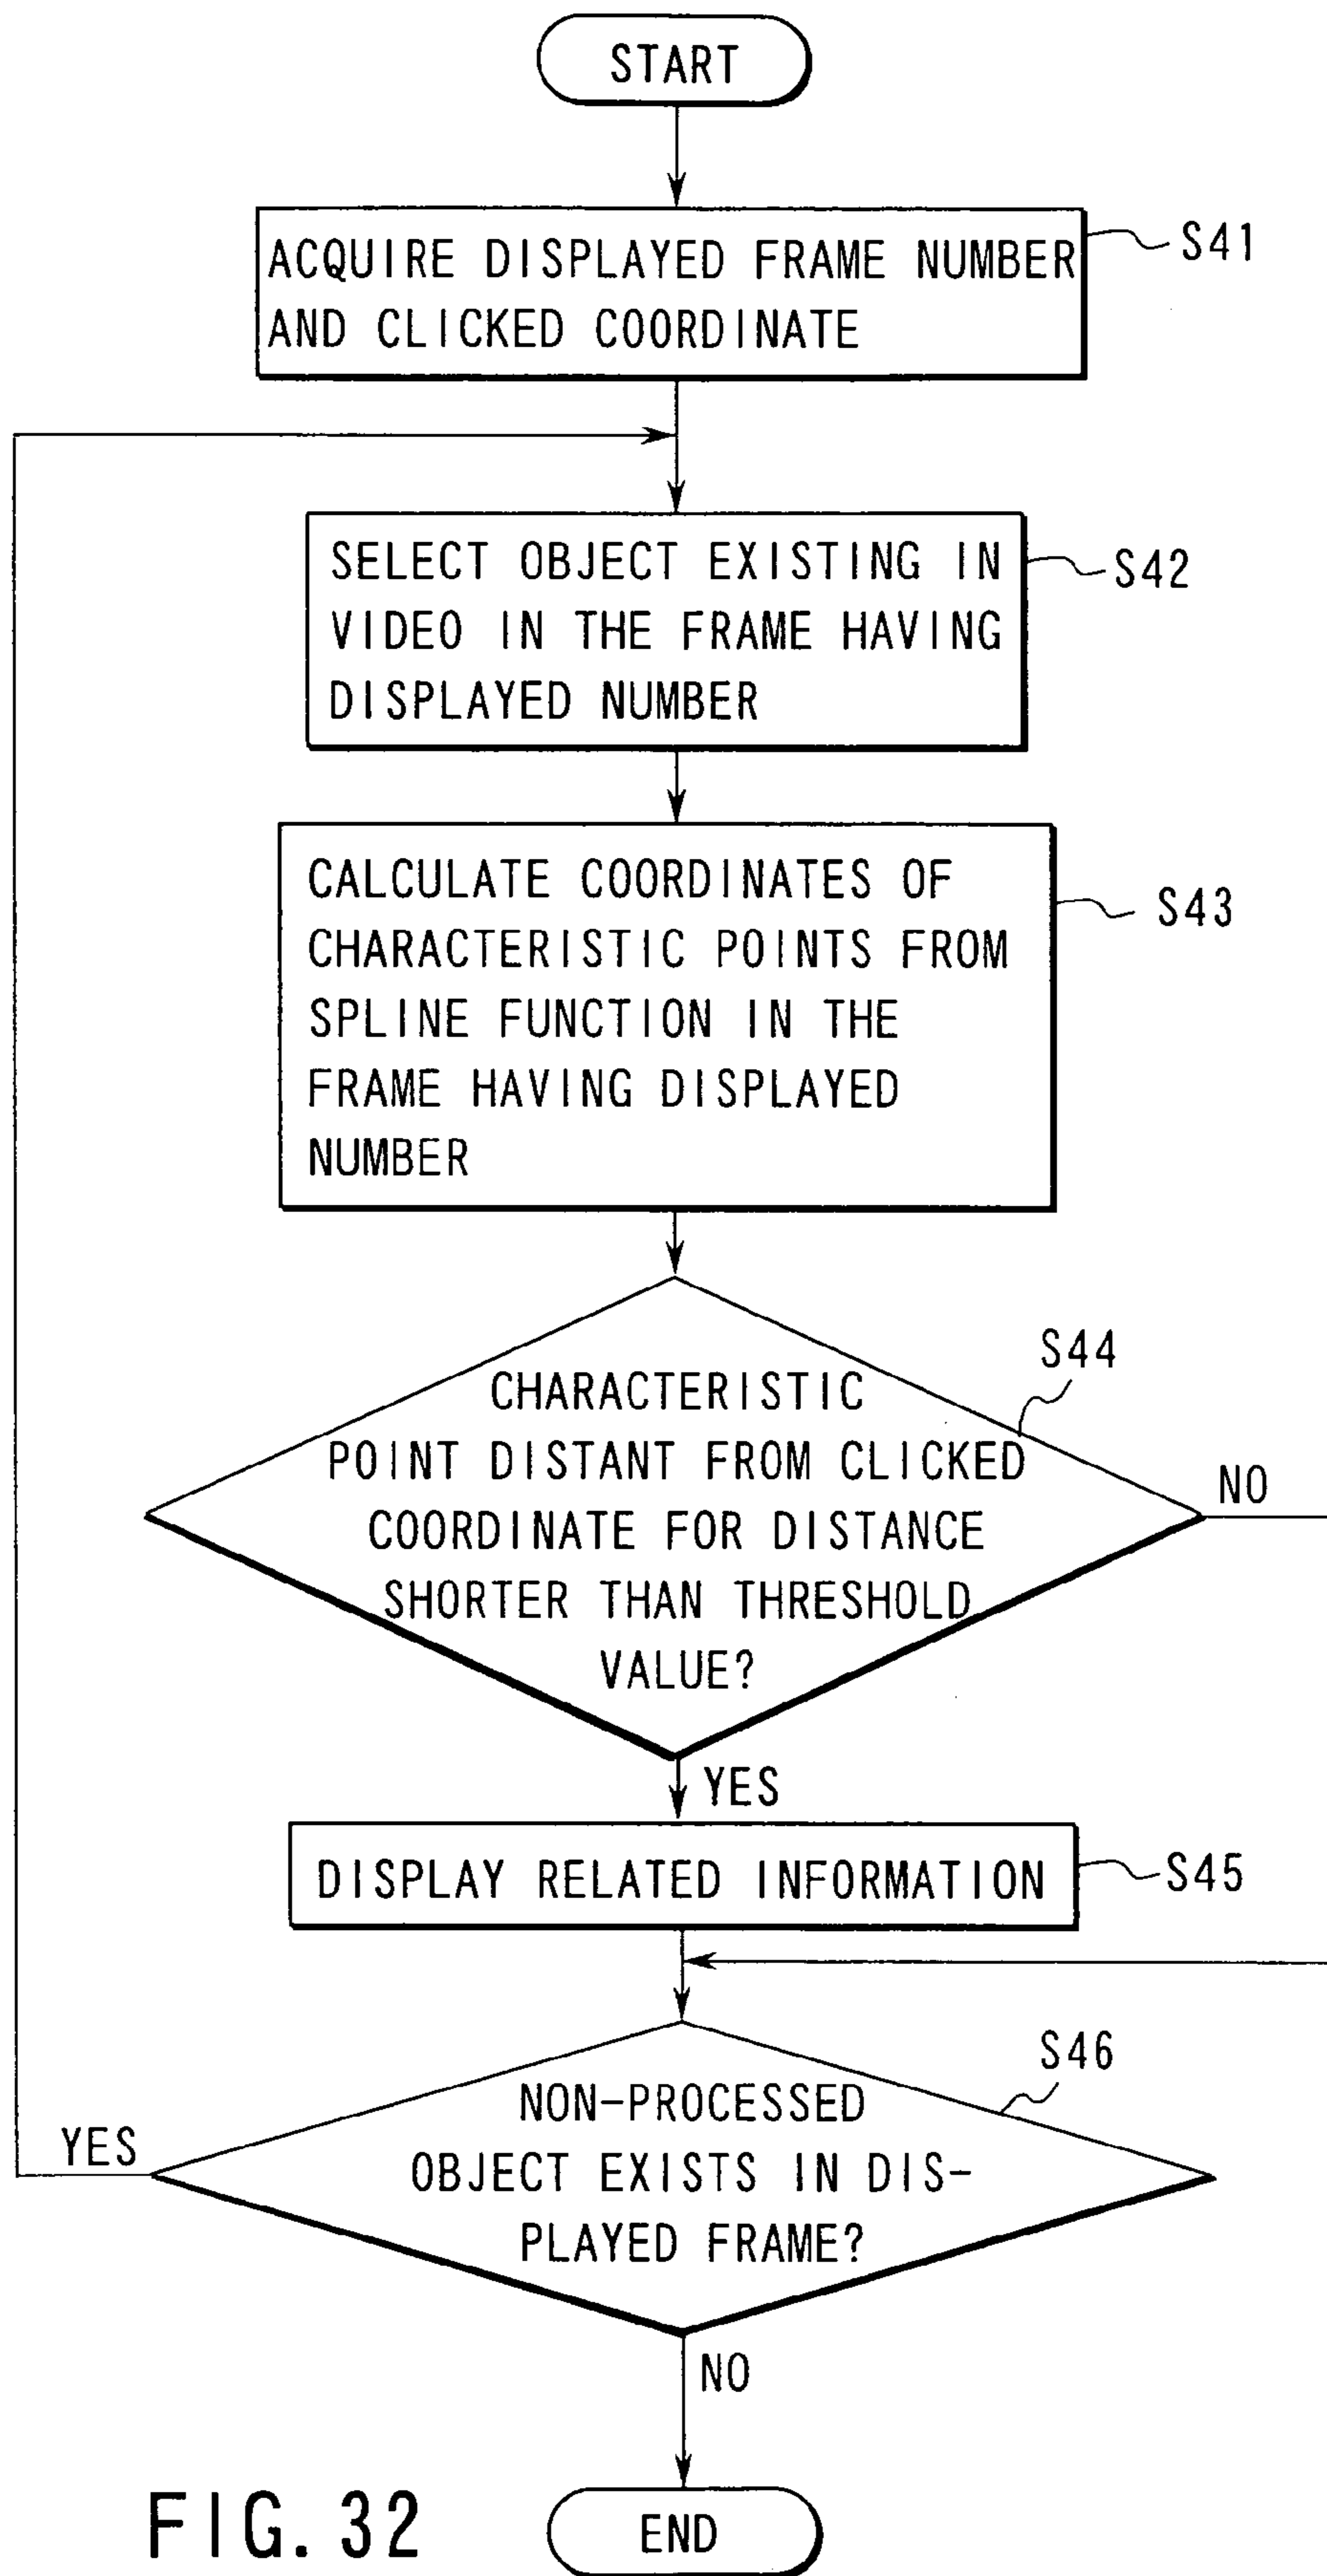 START
ACQUIRE DISPLAYED FRAME NUMBER
AND CLICKED COORDINATE
S41
SELECT OBJECT EXISTING IN
VIDEO IN THE FRAME HAVING
DISPLAYED NUMBER
S42
CALCULATE COORDINATES OF
CHARACTERISTIC POINTS FROM
SPLINE FUNCTION IN THE
FRAME HAVING DISPLAYED
NUMBER
S43
S44
CHARACTERISTIC
POINT DISTANT FROM CLICKED
COORDINATE FOR DISTANCE
SHORTER THAN THRESHOLD
VALUE?
NO
YES
DISPLAY RELATED INFORMATION
S45
S46
NON-PROCESSED
OBJECT EXISTS IN DIS-
PLAYED FRAME?
YES
NO
END
FIG. 32